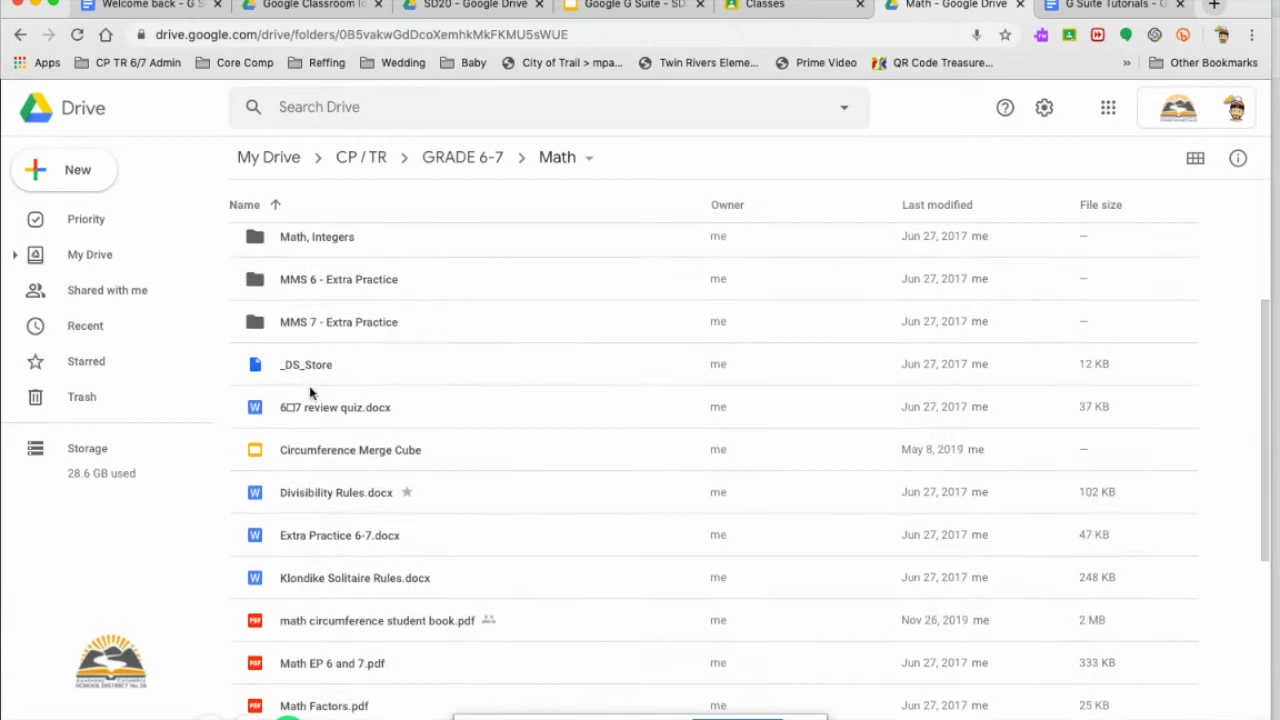 Welcome back - G S
Google Classroom I
SD20 - Google Drive
Google G Suite - SD
Classes
Math - Google Drive
G Suite Tutorials - G
drive.google.com/drive/folders/0B5vakwGdDcoXemhkMkFKMU5sWUE
Apps CP TR 6/7 Admin Core Comp Reffing Wedding Baby City of Trail > mpa... Twin Rivers Eleme... Prime Video QR Code Treasure... » Other Bookmarks
Drive
Search Drive
New
My Drive > CP / TR > GRADE 6-7 > Math
Priority
My Drive
Shared with me
Recent
Starred
Trash
Storage
28.6 GB used
Name Owner Last modified File size
Math, Integers me Jun 27, 2017 me –
MMS 6 - Extra Practice me Jun 27, 2017 me –
MMS 7 - Extra Practice me Jun 27, 2017 me –
_DS_Store me Jun 27, 2017 me 12 KB
6□7 review quiz.docx me Jun 27, 2017 me 37 KB
Circumference Merge Cube me May 8, 2019 me –
Divisibility Rules.docx me Jun 27, 2017 me 102 KB
Extra Practice 6-7.docx me Jun 27, 2017 me 47 KB
Klondike Solitaire Rules.docx me Jun 27, 2017 me 248 KB
math circumference student book.pdf me Nov 26, 2019 me 2 MB
Math EP 6 and 7.pdf me Jun 27, 2017 me 333 KB
Math Factors.pdf me Jun 27, 2017 me 25 KB
SCHOOL DISTRICT No. 20